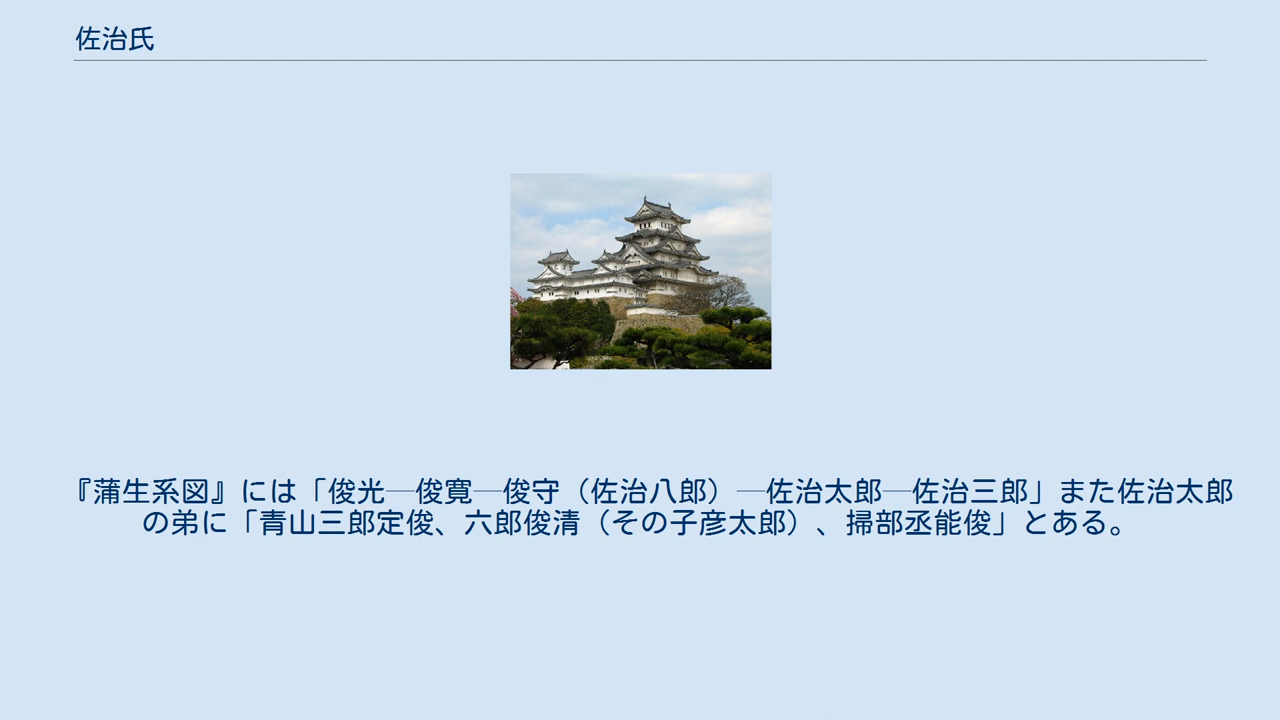 佐治氏
『蒲生系図』には「俊光─俊寛─俊守（佐治八郎）─佐治太郎─佐治三郎」また佐治太郎
の弟に「青山三郎定俊、六郎俊清（その子彦太郎）、掃部丞能俊」とある。